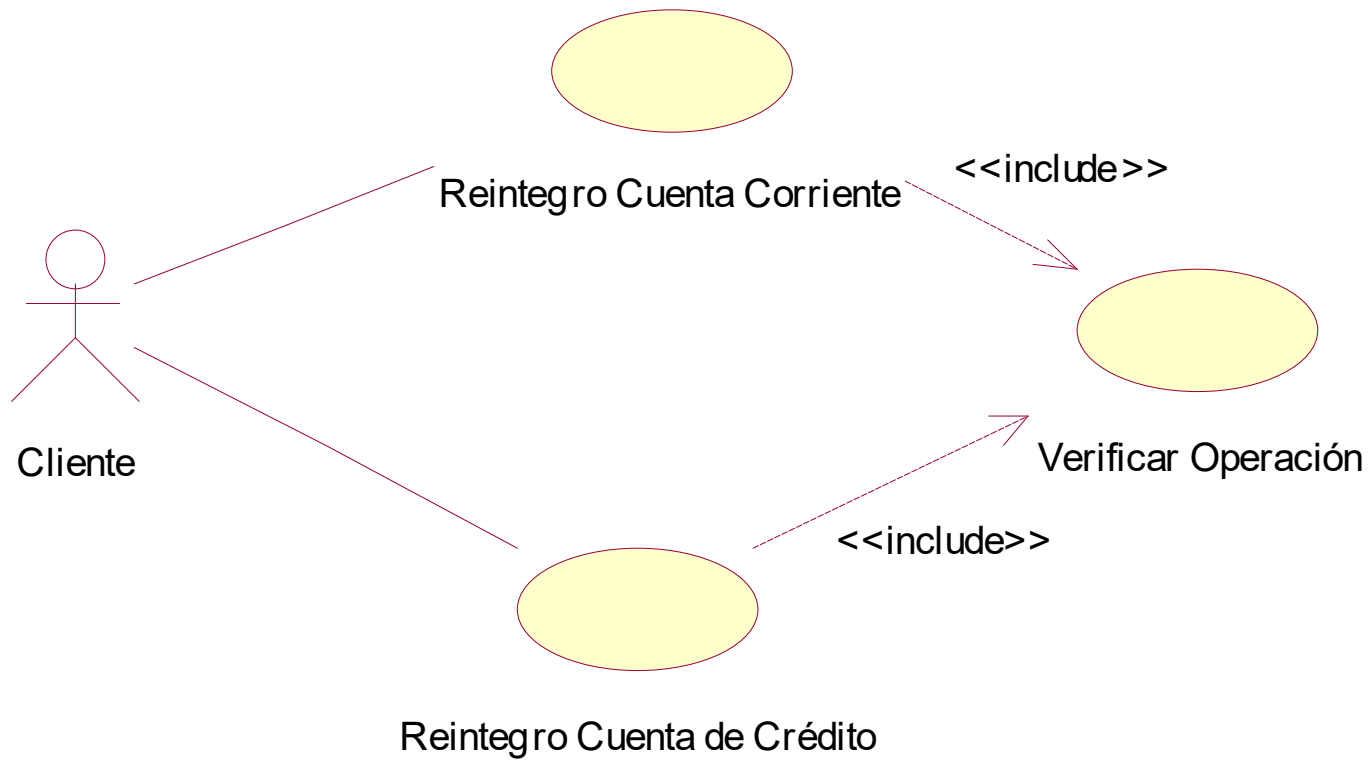 <<include>>
Reintegro Cuenta Corriente
Cliente
Verificar Operación
<<include>>
Reintegro Cuenta de Crédito